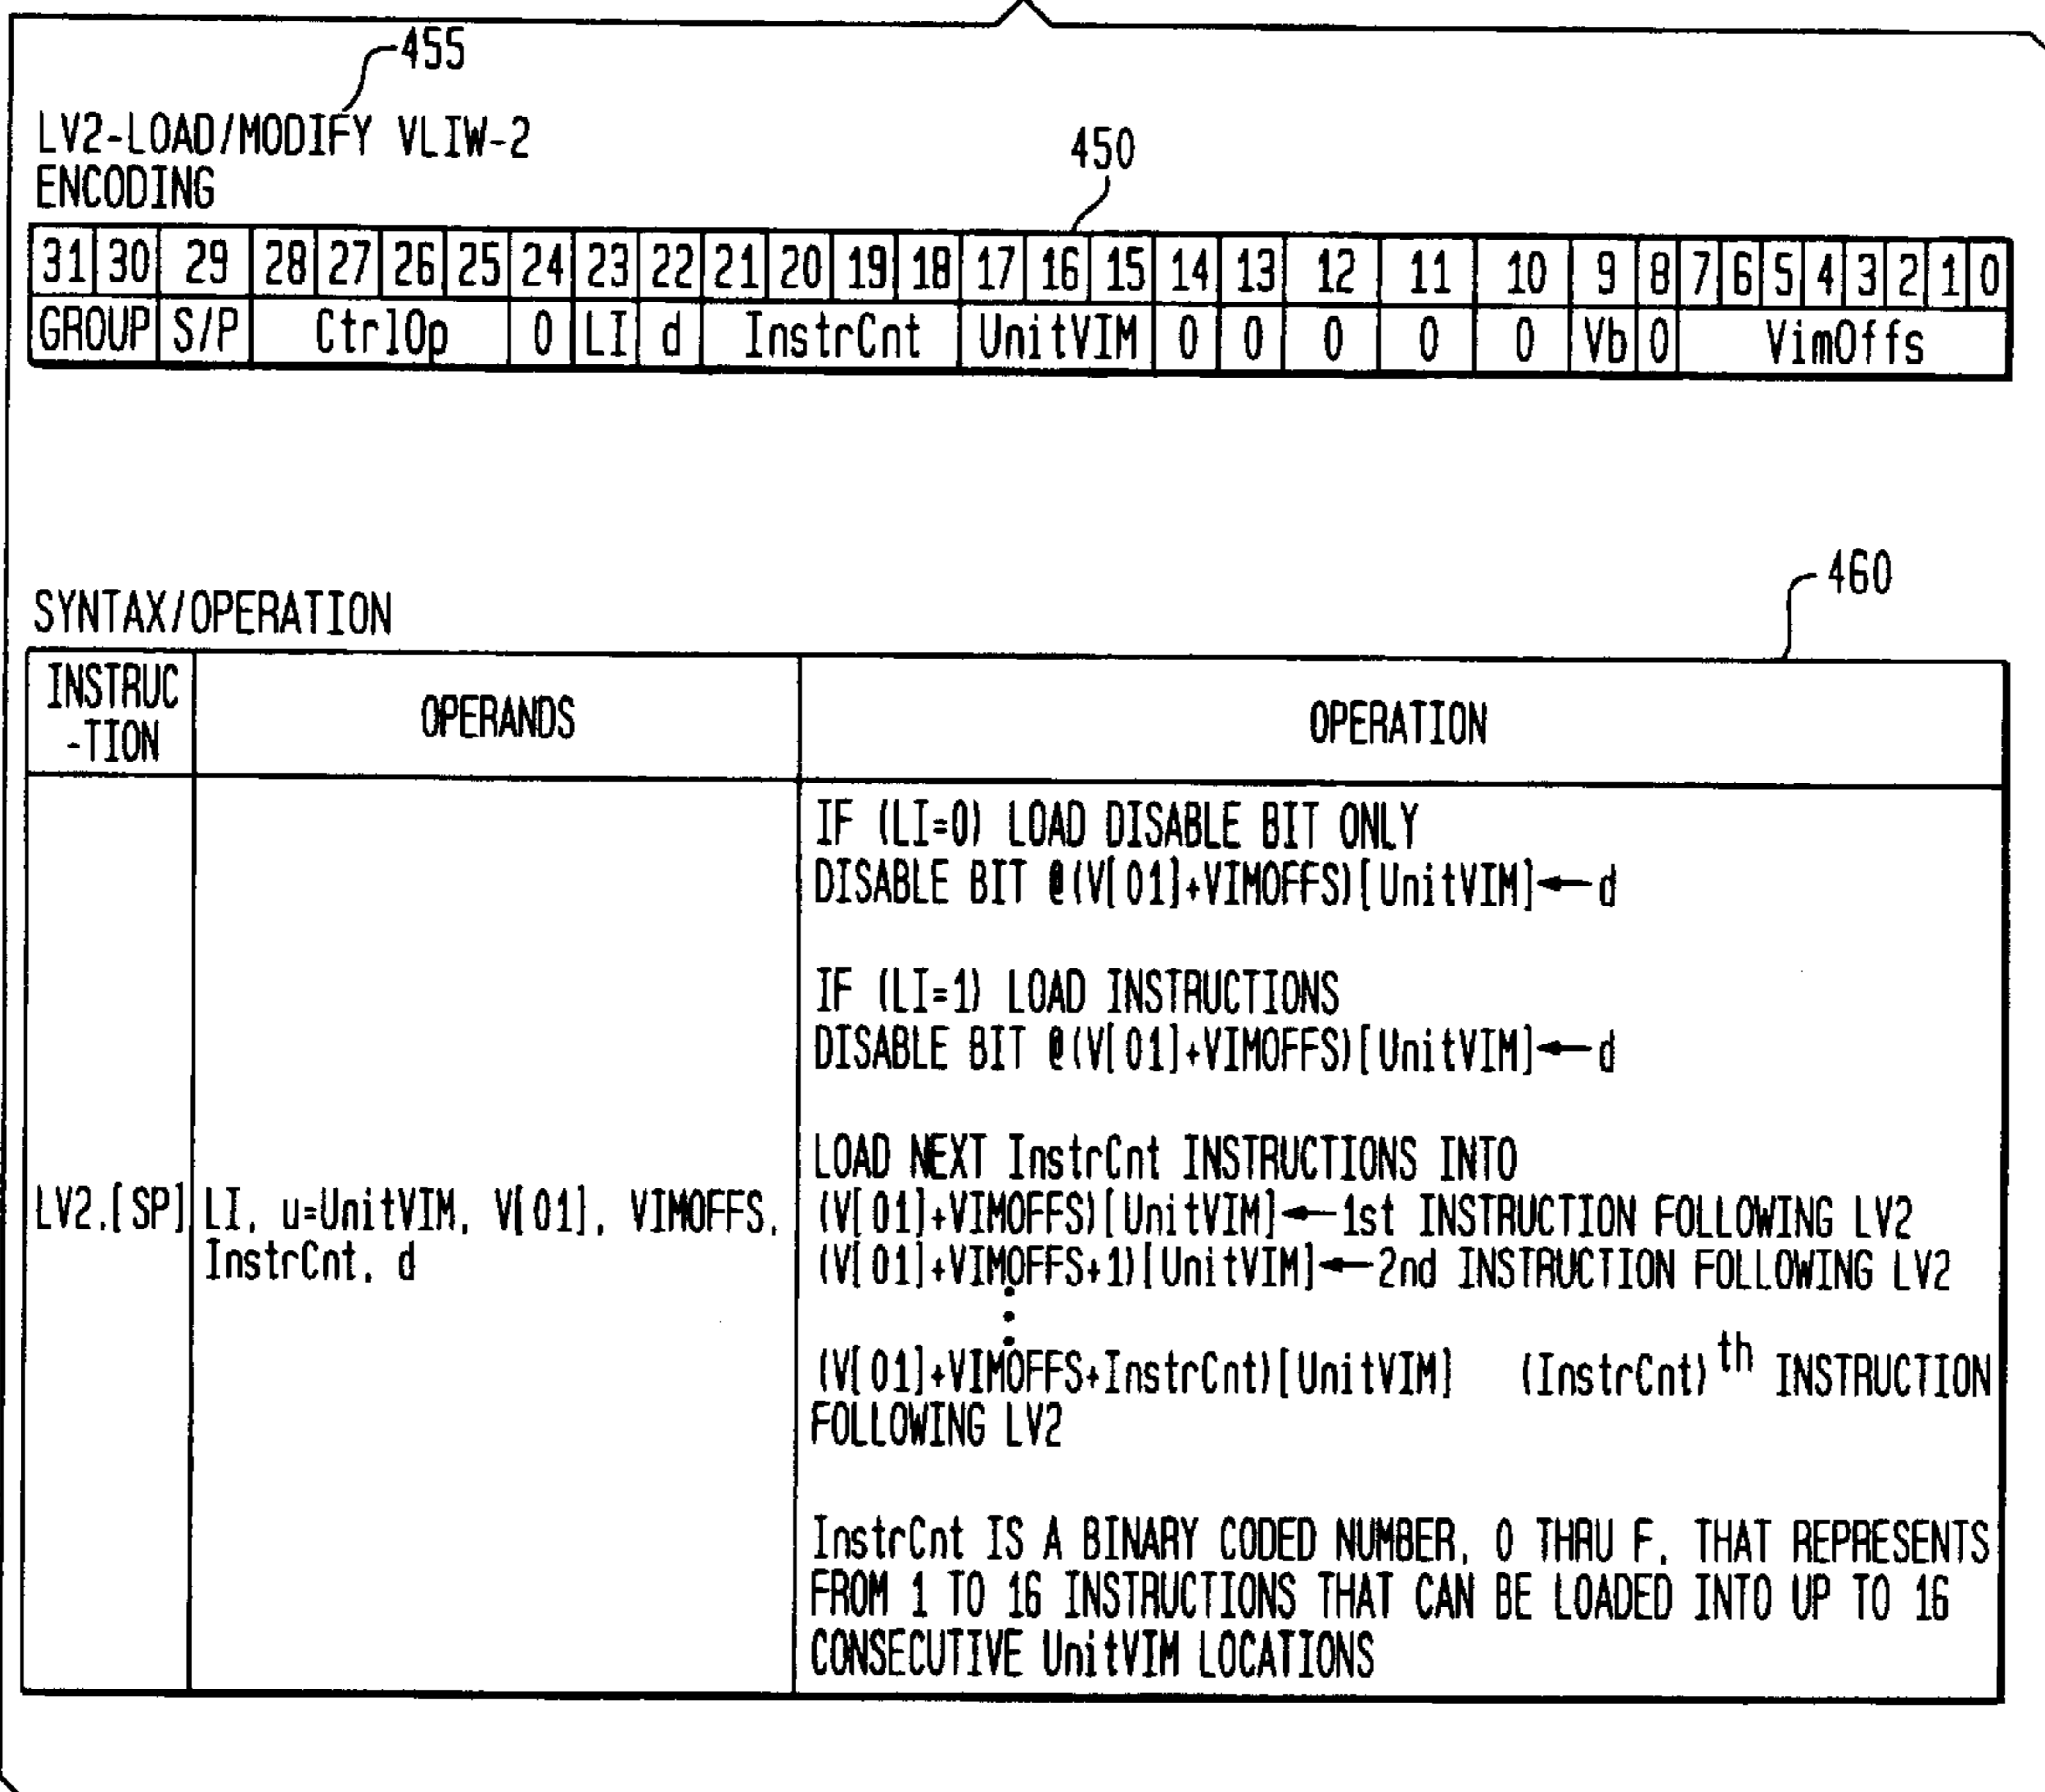 455
LV2-LOAD/MODIFY VLIW-2
ENCODING
450
31 30 29 28 27 26 25 24 23 22 21 20 19 18 17 16 15 14 13 12 11 10 9 8 7 6 5 4 3 2 1 0
GROUP S/P CtrlOp 0 LI d InstrCnt UnitVIM 0 0 0 0 0 Vb 0 VimOffs
460
SYNTAX/OPERATION
INSTRUC
-TION
OPERANDS
OPERATION
LV2.[SP]
LI, u=UnitVIM, V[01], VIMOFFS,
InstrCnt, d
IF (LI=0) LOAD DISABLE BIT ONLY
DISABLE BIT @(V[01]+VIMOFFS)[UnitVIM]←d
IF (LI=1) LOAD INSTRUCTIONS
DISABLE BIT @(V[01]+VIMOFFS)[UnitVIM]←d
LOAD NEXT InstrCnt INSTRUCTIONS INTO
(V[01]+VIMOFFS)[UnitVIM]←1st INSTRUCTION FOLLOWING LV2
(V[01]+VIMOFFS+1)[UnitVIM]←2nd INSTRUCTION FOLLOWING LV2
(V[01]+VIMOFFS+InstrCnt)[UnitVIM] (InstrCnt)th INSTRUCTION
FOLLOWING LV2
InstrCnt IS A BINARY CODED NUMBER, 0 THRU F, THAT REPRESENTS
FROM 1 TO 16 INSTRUCTIONS THAT CAN BE LOADED INTO UP TO 16
CONSECUTIVE UnitVIM LOCATIONS